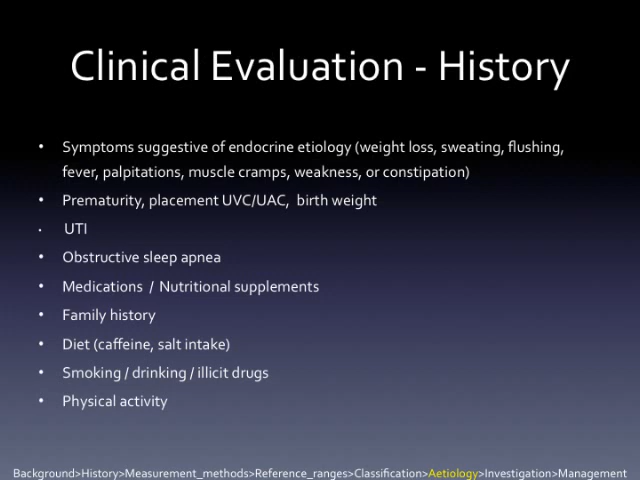 Clinical Evaluation - History
• Symptoms suggestive of endocrine etiology (weight loss, sweating, flushing,
fever, palpitations, muscle cramps, weakness, or constipation)
• Prematurity, placement UVC/UAC, birth weight
• UTI
• Obstructive sleep apnea
• Medications / Nutritional supplements
• Family history
• Diet (caffeine, salt intake)
• Smoking / drinking / illicit drugs
• Physical activity
Background>History>Measurement_methods>Reference_ranges>Classification>Aetiology>Investigation>Management